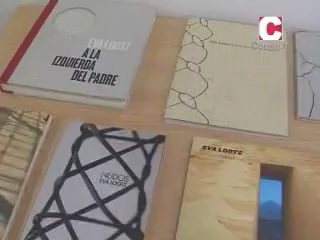 EVA LOOTZ
A LA
IZQUIERDA
DEL PADRE
C
NUDOS
EVA LOOTZ
EVA LOOTZ